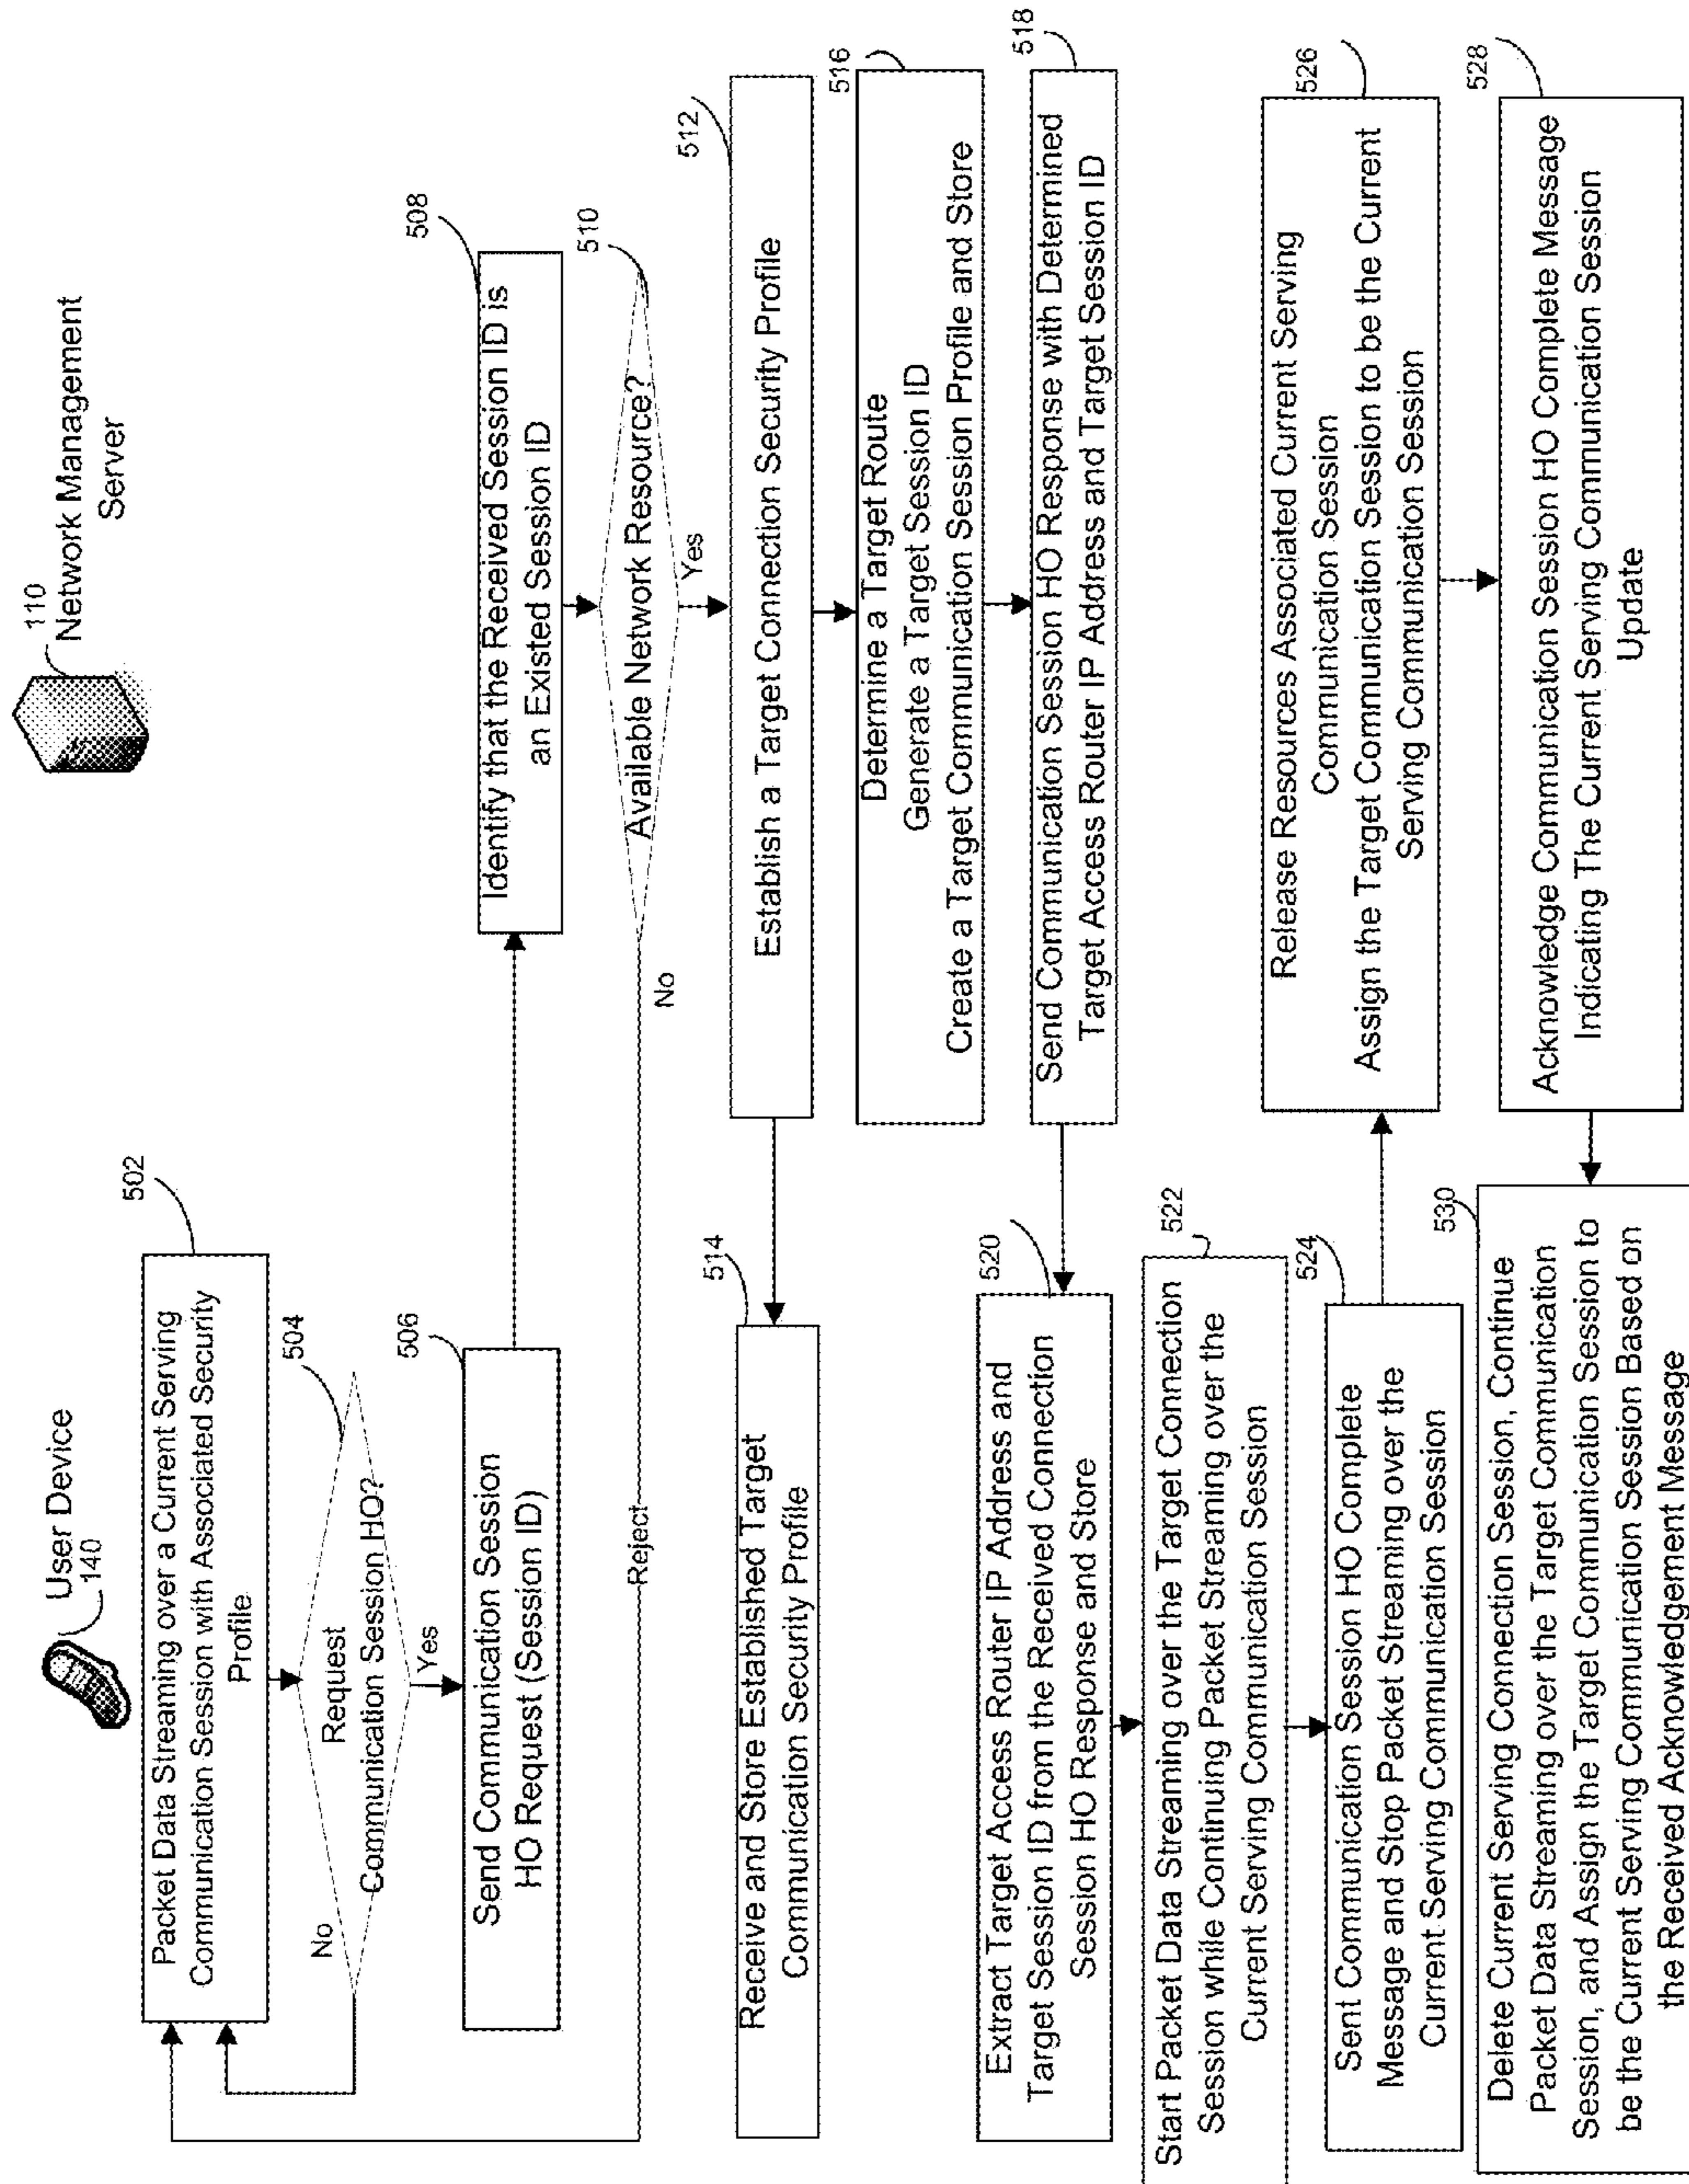 User Device
140
110
Network Management
Server
502
Packet Data Streaming over a Current Serving
Communication Session with Associated Security
Profile
504
Request
Communication Session HO?
No
Yes
506
Send Communication Session
HO Request (Session ID)
508
Identify that the Received Session ID is
an Existed Session ID
510
Available Network Resource?
No
Reject
Yes
512
Establish a Target Connection Security Profile
514
Receive and Store Established Target
Communication Security Profile
516
Determine a Target Route
Generate a Target Session ID
Create a Target Communication Session Profile and Store
518
Send Communication Session HO Response with Determined
Target Access Router IP Address and Target Session ID
520
Extract Target Access Router IP Address and
Target Session ID from the Received Connection
Session HO Response and Store
522
Start Packet Data Streaming over the Target Connection
Session while Continuing Packet Streaming over the
Current Serving Communication Session
524
Sent Communication Session HO Complete
Message and Stop Packet Streaming over the
Current Serving Communication Session
526
Release Resources Associated Current Serving
Communication Session
Assign the Target Communication Session to be the Current
Serving Communication Session
528
Acknowledge Communication Session HO Complete Message
Indicating The Current Serving Communication Session
Update
530
Delete Current Serving Connection Session, Continue
Packet Data Streaming over the Target Communication
Session, and Assign the Target Communication Session to
be the Current Serving Communication Session Based on
the Received Acknowledgement Message